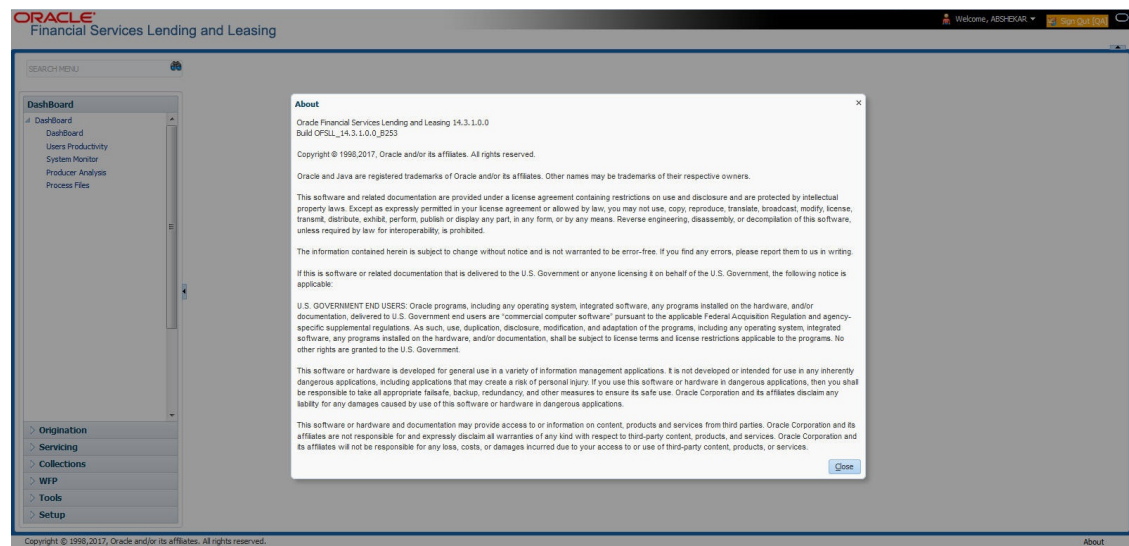 ORACLE®
Financial Services Lending and Leasing
Welcome, ABSHEKAR
Sign Out [QA]
SEARCH MENU
DashBoard
DashBoard
DashBoard
Users Productivity
System Monitor
Producer Analysis
Process Files
Origination
Servicing
Collections
WFP
Tools
Setup
About
Oracle Financial Services Lending and Leasing 14.3.1.0.0
Build OFSLL_14.3.1.0.0_B253
Copyright © 1998,2017, Oracle and/or its affiliates. All rights reserved.
Oracle and Java are registered trademarks of Oracle and/or its affiliates. Other names may be trademarks of their respective owners.
This software and related documentation are provided under a license agreement containing restrictions on use and disclosure and are protected by intellectual
property laws. Except as expressly permitted in your license agreement or allowed by law, you may not use, copy, reproduce, translate, broadcast, modify, license,
transmit, distribute, exhibit, perform, publish or display any part, in any form, or by any means. Reverse engineering, disassembly, or decompilation of this software,
unless required by law for interoperability, is prohibited.
The information contained herein is subject to change without notice and is not warranted to be error-free. If you find any errors, please report them to us in writing.
If this is software or related documentation that is delivered to the U.S. Government or anyone licensing it on behalf of the U.S. Government, the following notice is
applicable:
U.S. GOVERNMENT END USERS: Oracle programs, including any operating system, integrated software, any programs installed on the hardware, and/or
documentation, delivered to U.S. Government end users are "commercial computer software" pursuant to the applicable Federal Acquisition Regulation and agency-
specific supplemental regulations. As such, use, duplication, disclosure, modification, and adaptation of the programs, including any operating system, integrated
software, any programs installed on the hardware, and/or documentation, shall be subject to license terms and license restrictions applicable to the programs. No
other rights are granted to the U.S. Government.
This software or hardware is developed for general use in a variety of information management applications. It is not developed or intended for use in any inherently
dangerous applications, including applications that may create a risk of personal injury. If you use this software or hardware in dangerous applications, then you shall
be responsible to take all appropriate failsafe, backup, redundancy, and other measures to ensure its safe use. Oracle Corporation and its affiliates disclaim any
liability for any damages caused by use of this software or hardware in dangerous applications.
This software or hardware and documentation may provide access to or information on content, products and services from third parties. Oracle Corporation and its
affiliates are not responsible for and expressly disclaim all warranties of any kind with respect to third-party content, products, and services. Oracle Corporation and
its affiliates will not be responsible for any loss, costs, or damages incurred due to your access to or use of third-party content, products, or services.
Close
Copyright © 1998,2017, Oracle and/or its affiliates. All rights reserved.
About